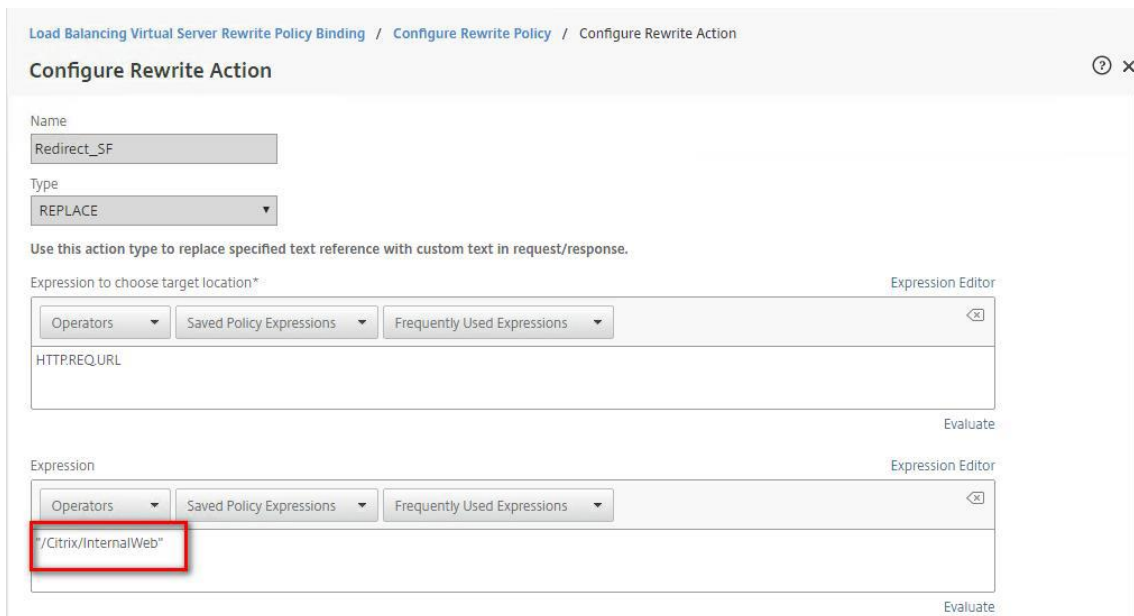 Load Balancing Virtual Server Rewrite Policy Binding / Configure Rewrite Policy / Configure Rewrite Action
Configure Rewrite Action
Name
Redirect_SF
Type
REPLACE
Use this action type to replace specified text reference with custom text in request/response.
Expression to choose target location*
Expression Editor
Operators
Saved Policy Expressions
Frequently Used Expressions
HTTP.REQ.URL
Evaluate
Expression
Expression Editor
Operators
Saved Policy Expressions
Frequently Used Expressions
"/Citrix/InternalWeb"
Evaluate